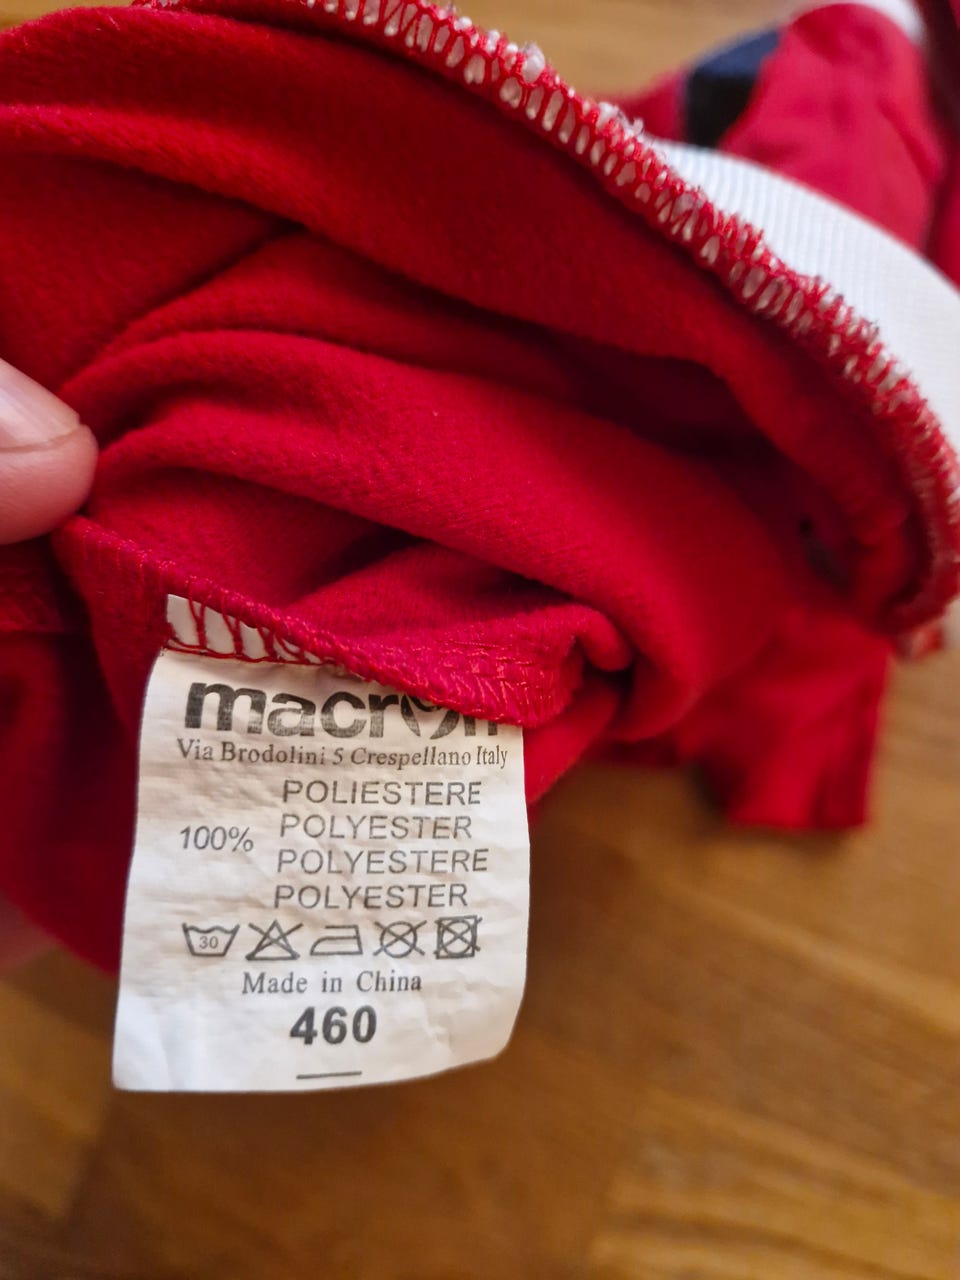 macron
Via Brodolini 5 Crespellano Italy
100%
POLIESTERE
POLYESTER
POLYESTERE
POLYESTER
30
Made in China
460